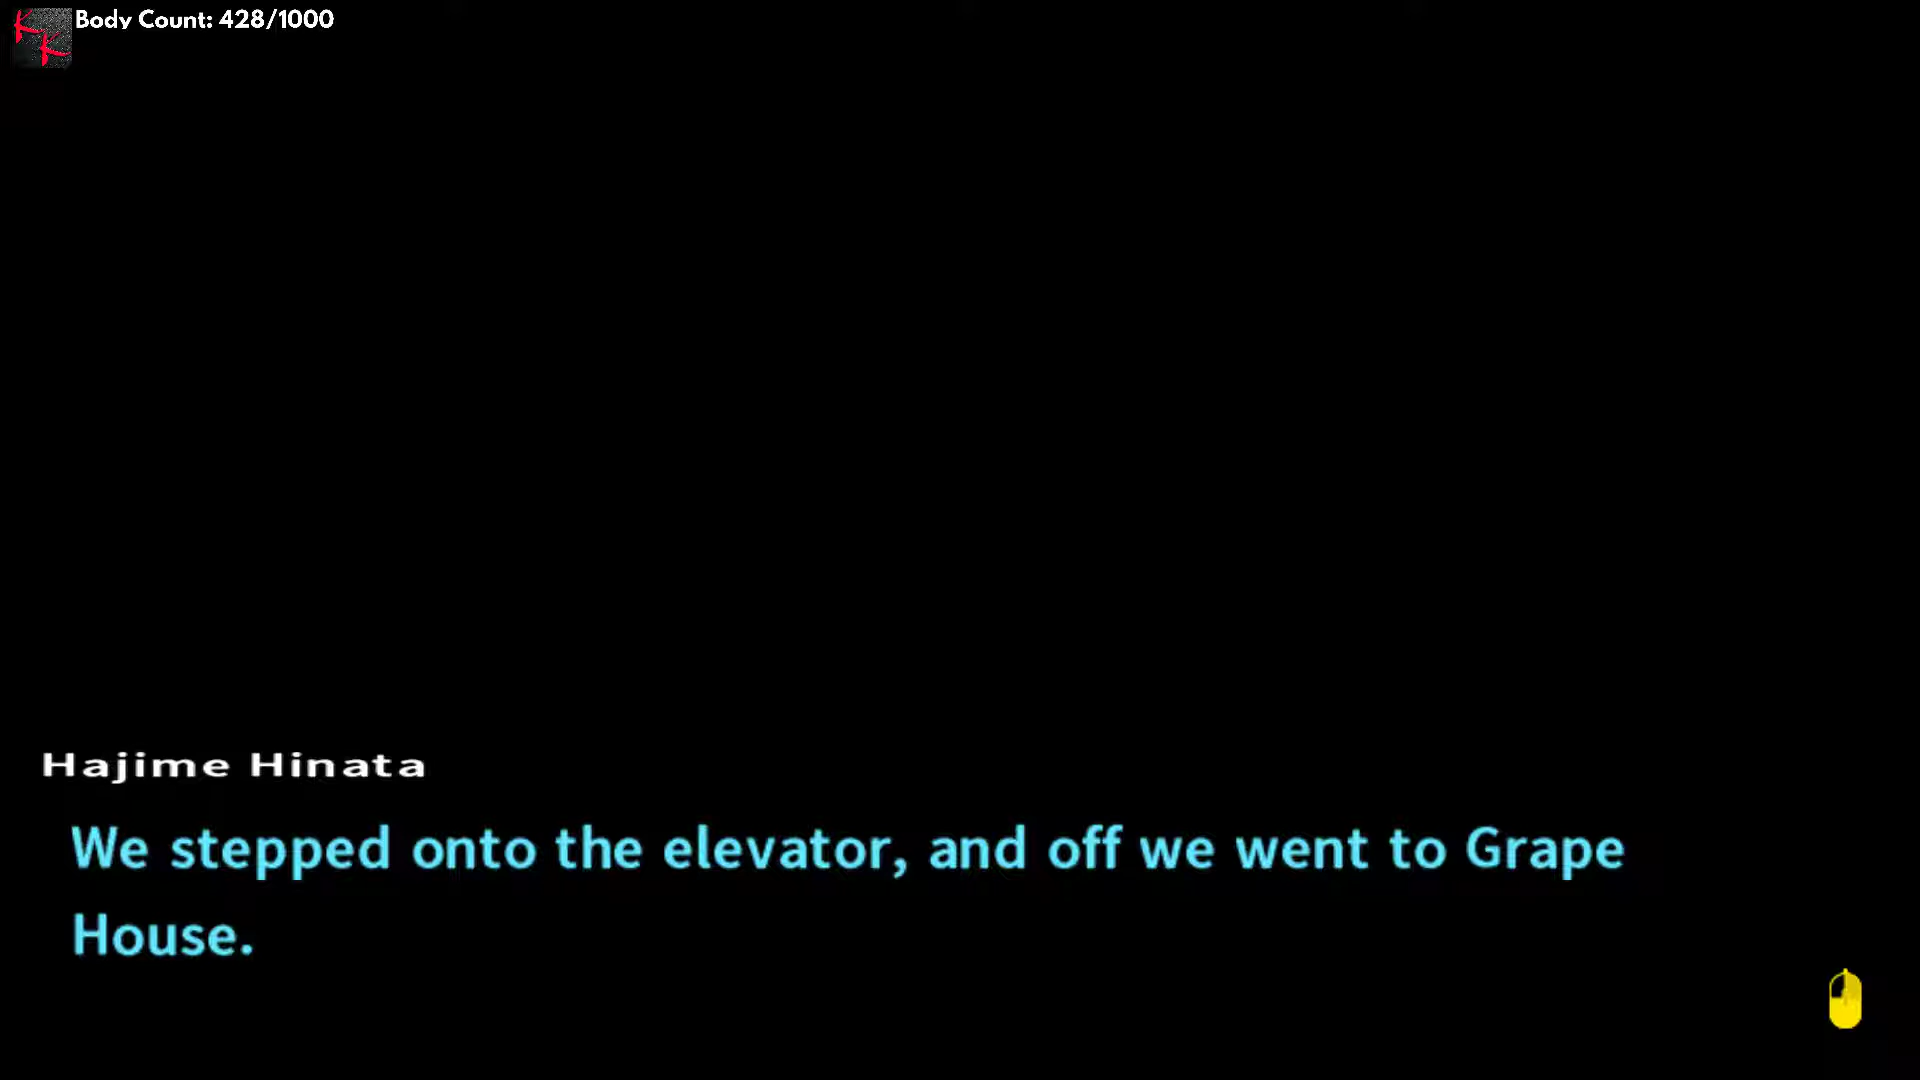 K
K
Body Count: 428/1000
Hajime Hinata
We stepped onto the elevator, and off we went to Grape
House.